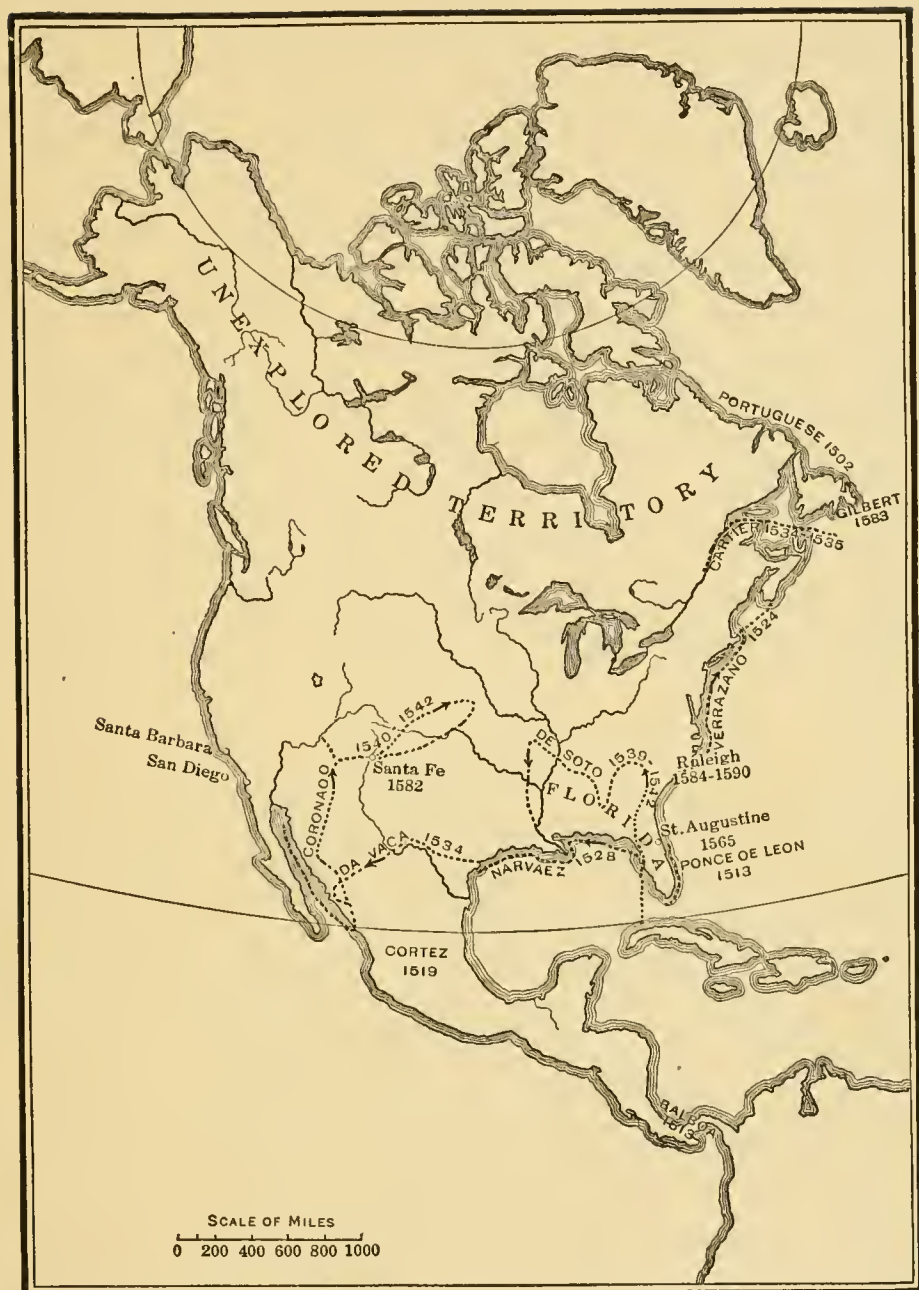 UNEXPLORED TERRITORY
PORTUGUESE 1502
GILBERT
1583
CARTIER 1534-1535
VERRAZANO 1524
Santa Barbara
San Diego
1540 1542
CORONADO
Santa Fe
1582
DE SOTO 1539-1542
Raleigh
1584-1590
FLORIDA
St. Augustine
1565
PONCE DE LEON
1513
DA VACA 1534
NARVAEZ 1528
CORTEZ
1519
BALBOA
1513
SCALE OF MILES
0 200 400 600 800 1000